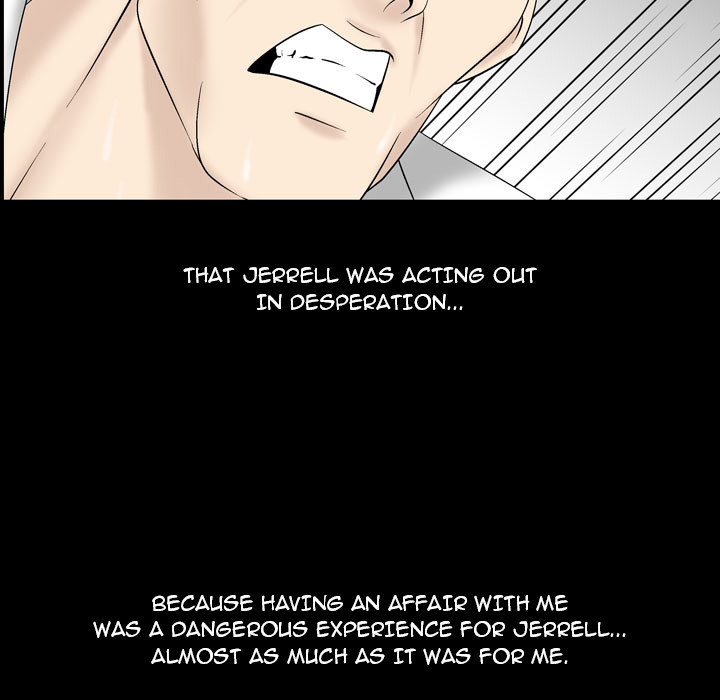 THAT JERRELL WAS ACTING OUT
IN DESPERATION...
BECAUSE HAVING AN AFFAIR WITH ME
WAS A DANGEROUS EXPERIENCE FOR JERRELL...
ALMOST AS MUCH AS IT WAS FOR ME.